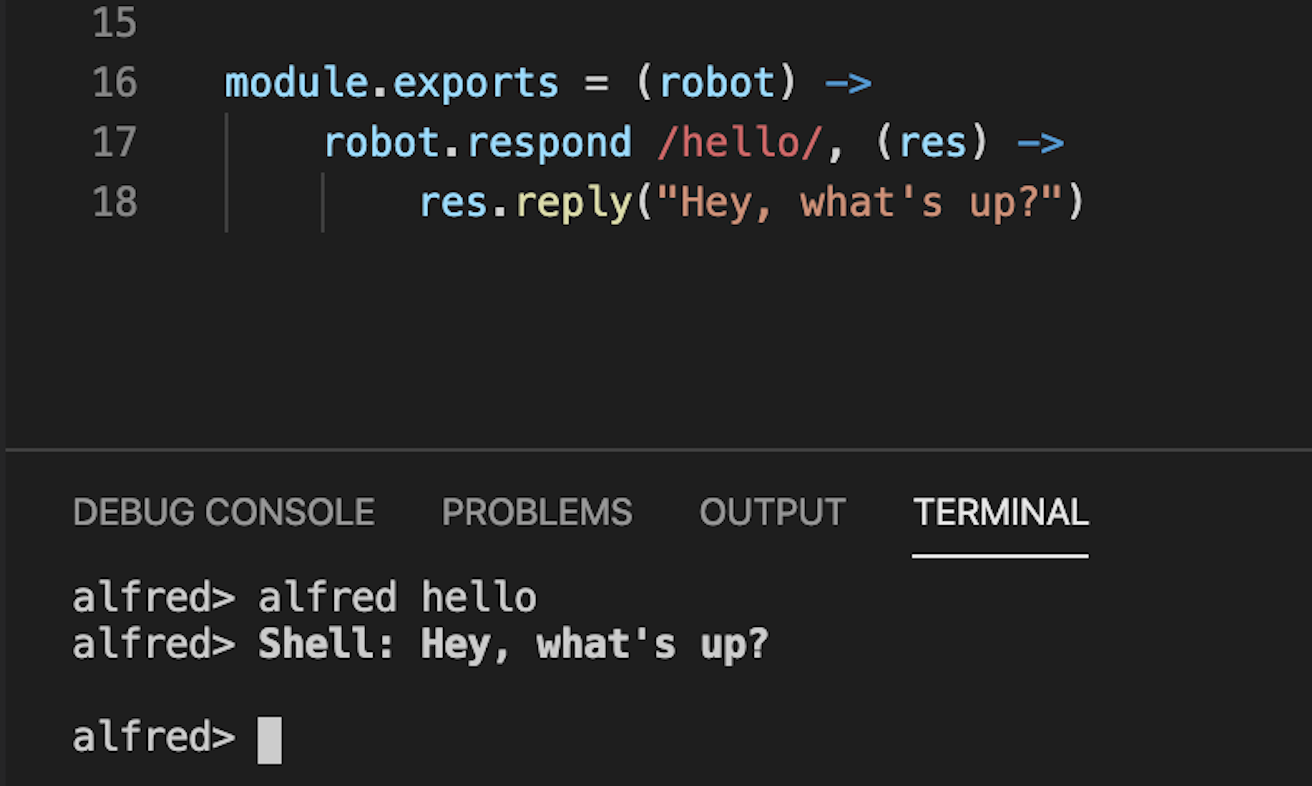 15
16 module.exports = (robot) ->
17 robot.respond /hello/, (res) ->
18 res.reply("Hey, what's up?")
DEBUG CONSOLE PROBLEMS OUTPUT TERMINAL
alfred> alfred hello
alfred> Shell: Hey, what's up?
alfred>